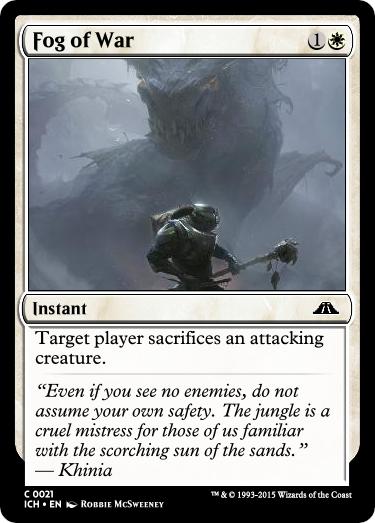 Fog of War 1
Instant
Target player sacrifices an attacking
creature.
“Even if you see no enemies, do not
assume your own safety. The jungle is a
cruel mistress for those of us familiar
with the scorching sun of the sands.”
— Khinia
C 0021
ICH • EN Robbie McSweeney
™ & © 1993-2015 Wizards of the Coast